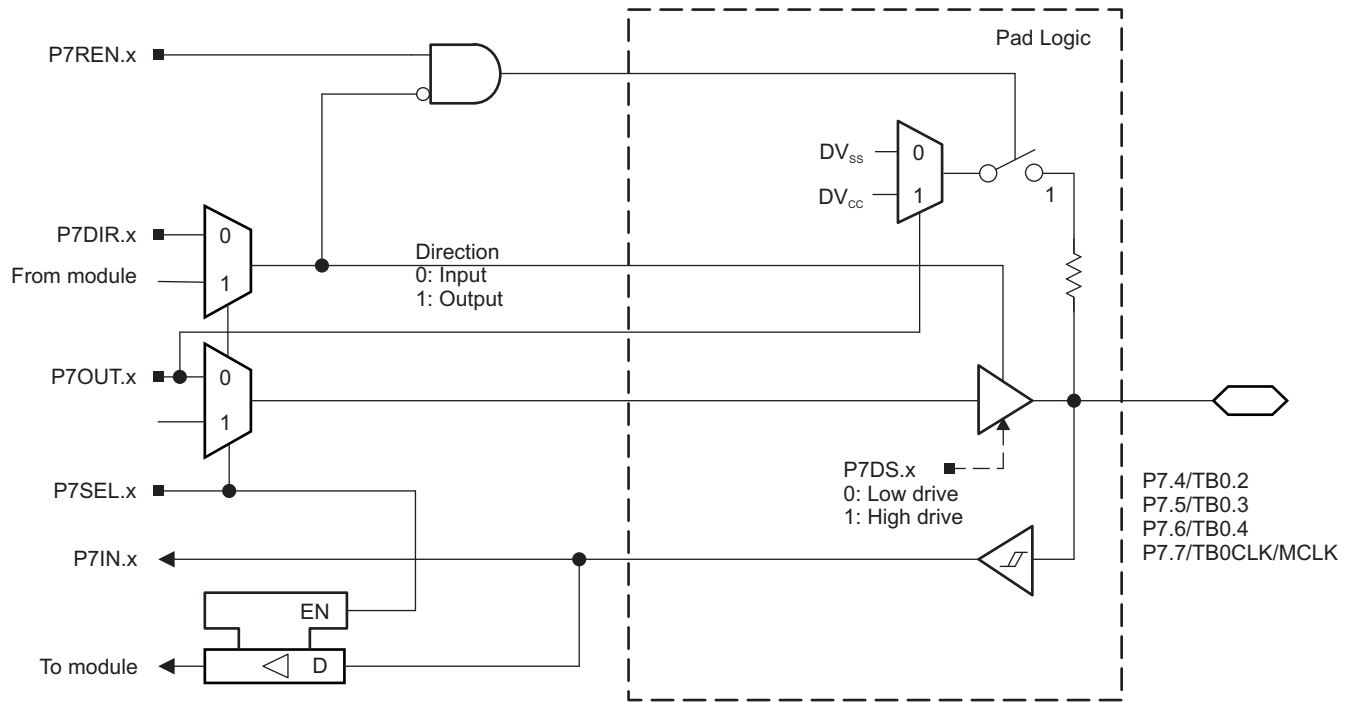 Pad Logic
P7REN.x
DVSS
0
DVCC
1
1
P7DIR.x
0
From module
1
Direction
0: Input
1: Output
P7OUT.x
0
1
P7DS.x
0: Low drive
1: High drive
P7SEL.x
P7.4/TB0.2
P7.5/TB0.3
P7.6/TB0.4
P7.7/TB0CLK/MCLK
P7IN.x
EN
To module
D